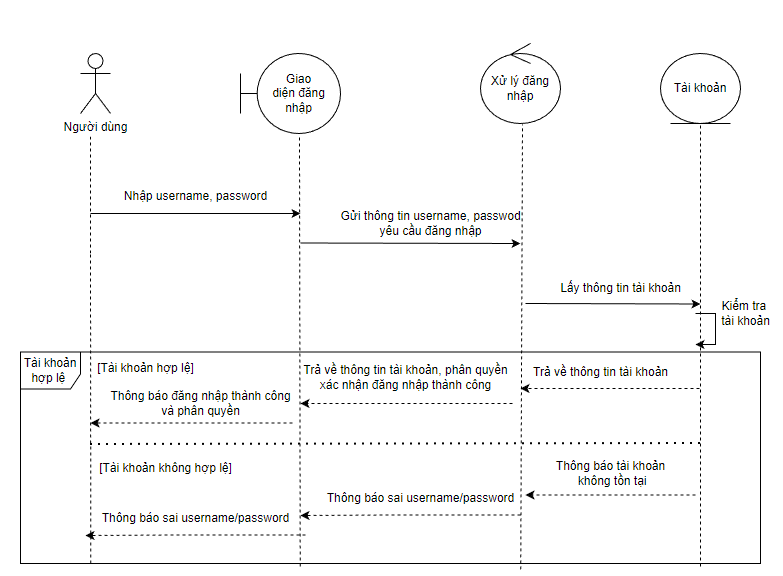 Người dùng
Giao
diện đăng
nhập
Xử lý đăng
nhập
Tài khoản
Nhập username, password
Gửi thông tin username, passwod
yêu cầu đăng nhập
Lấy thông tin tài khoản
Kiểm tra
tài khoản
Tài khoản
hợp lệ
[Tài khoản hợp lệ]
Trả về thông tin tài khoản, phân quyền
xác nhận đăng nhập thành công
Trả về thông tin tài khoản
Thông báo đăng nhập thành công
và phân quyền
[Tài khoản không hợp lệ]
Thông báo tài khoản
không tồn tại
Thông báo sai username/password
Thông báo sai username/password